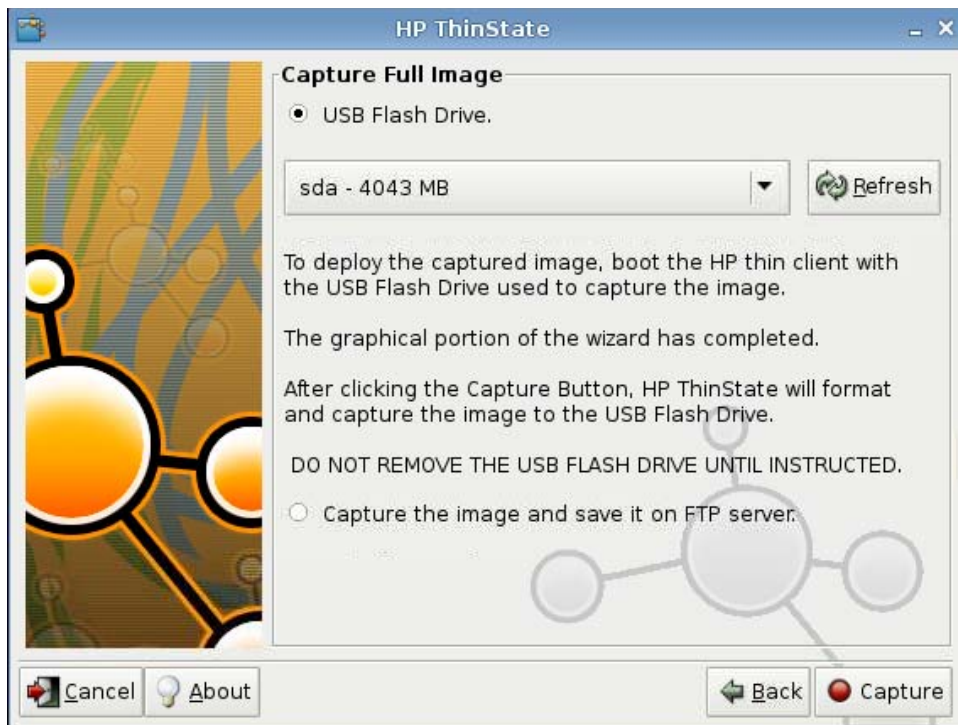 HP ThinState
Capture Full Image
USB Flash Drive.
sda - 4043 MB
Refresh
To deploy the captured image, boot the HP thin client with
the USB Flash Drive used to capture the image.
The graphical portion of the wizard has completed.
After clicking the Capture Button, HP ThinState will format
and capture the image to the USB Flash Drive.
DO NOT REMOVE THE USB FLASH DRIVE UNTIL INSTRUCTED.
Capture the image and save it on FTP server.
Cancel
About
Back
Capture